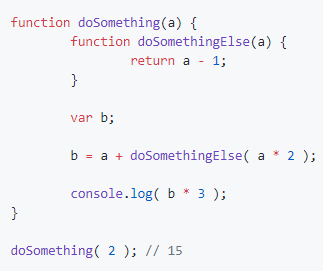 function doSomething(a) {
        function doSomethingElse(a) {
                return a - 1;
        }

        var b;

        b = a + doSomethingElse( a * 2 );

        console.log( b * 3 );
}

doSomething( 2 ); // 15